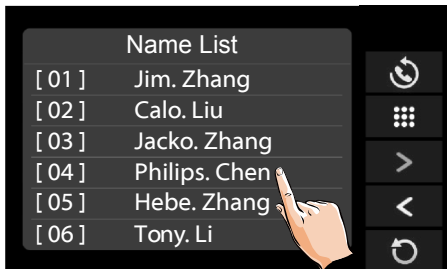 Name List
[ 01 ] Jim. Zhang
[ 02 ] Calo. Liu
[ 03 ] Jacko. Zhang
[ 04 ] Philips. Chen
[ 05 ] Hebe. Zhang
[ 06 ] Tony. Li